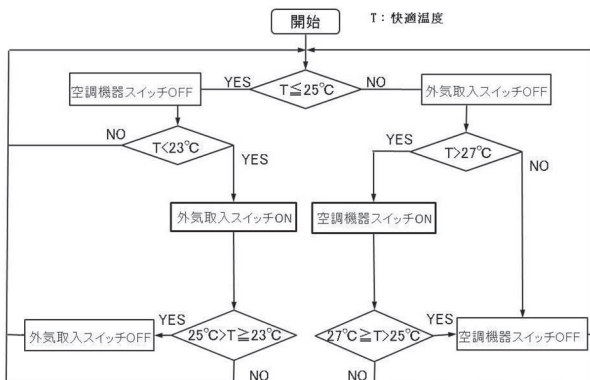 開始
T：快適温度
YES
T≦25℃
NO
空調機器スイッチOFF
外気取入スイッチOFF
NO
T<23℃
YES
YES
T>27℃
NO
外気取入スイッチON
空調機器スイッチON
外気取入スイッチOFF
YES
25℃>T≧23℃
NO
27℃≧T>25℃
YES
NO
空調機器スイッチOFF